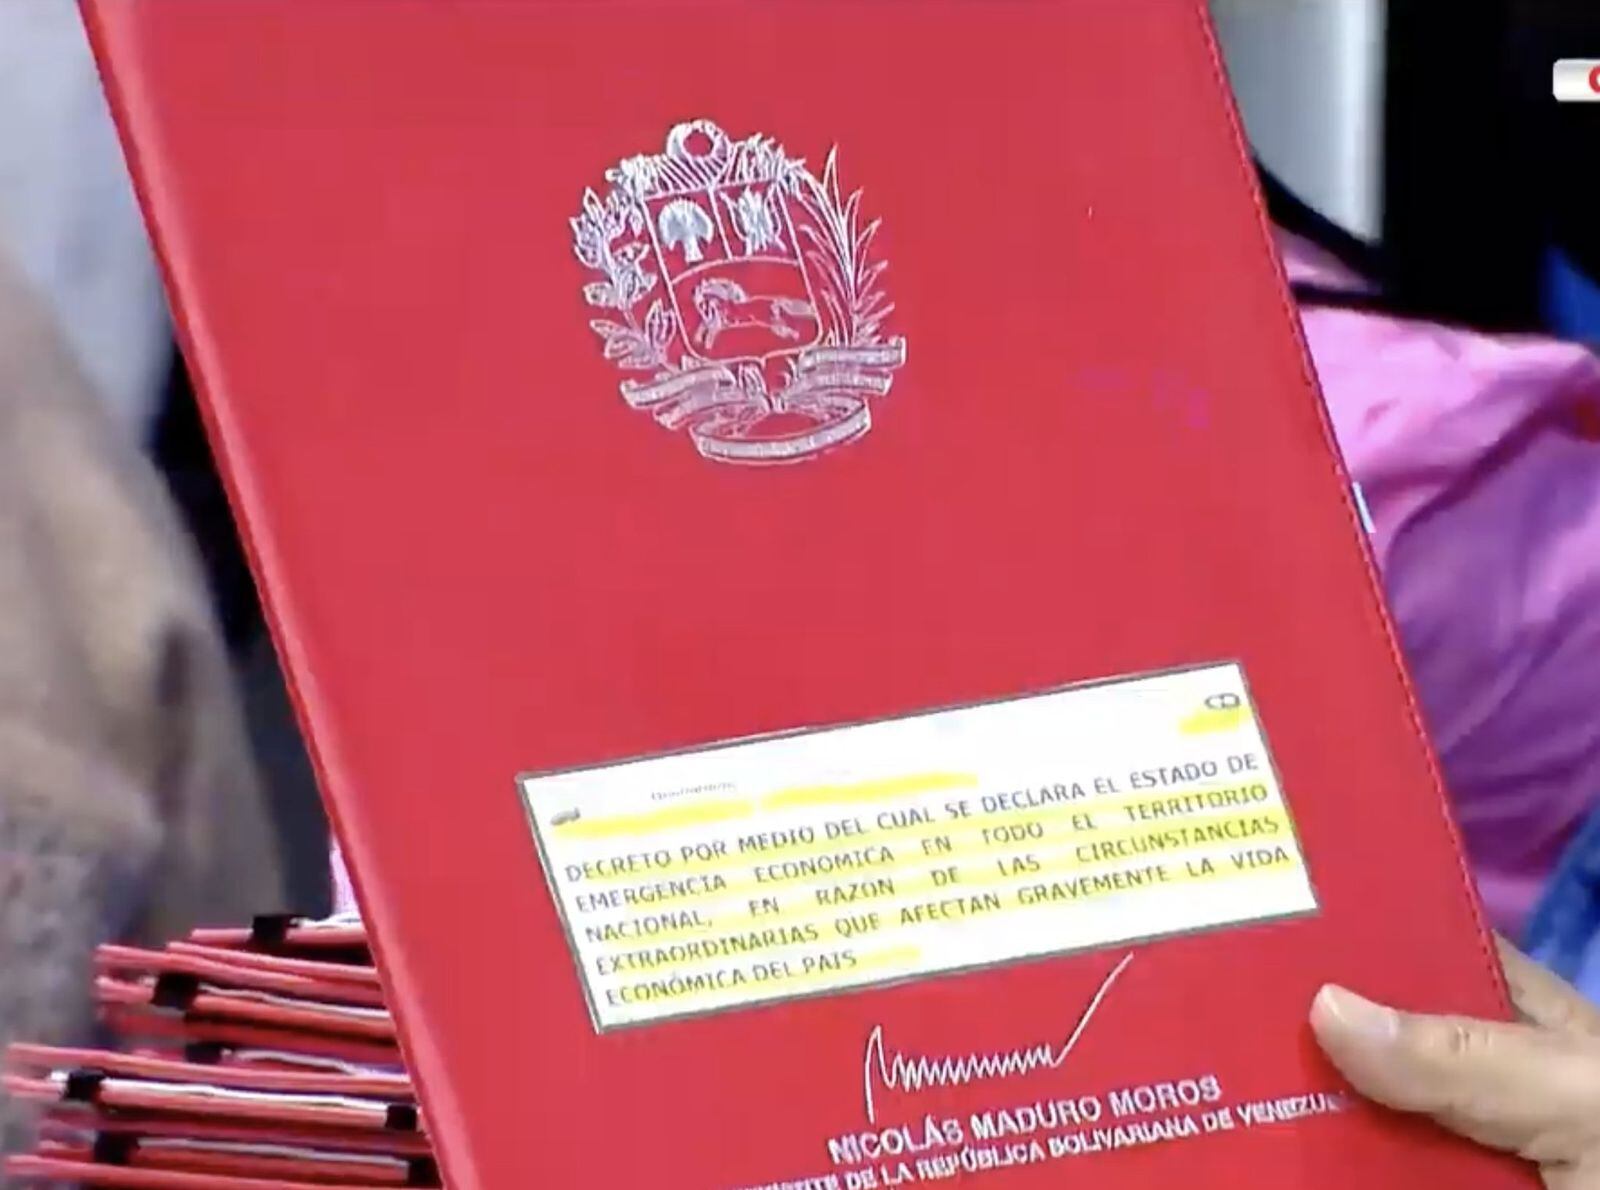 DECRETO POR MEDIO DEL CUAL SE DECLARA EL ESTADO DE
EMERGENCIA ECONOMICA EN TODO EL TERRITORIO
NACIONAL, EN RAZON DE LAS CIRCUNSTANCIAS
EXTRAORDINARIAS QUE AFECTAN GRAVEMENTE LA VIDA
ECONÓMICA DEL PAIS
NICOLÁS MADURO MOROS
DE LA REPÚBLICA BOLIVARIANA DE